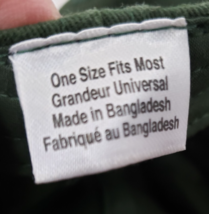 One Size Fits Most
Grandeur Universal
Made in Bangladesh
Fabriqué au Bangladesh